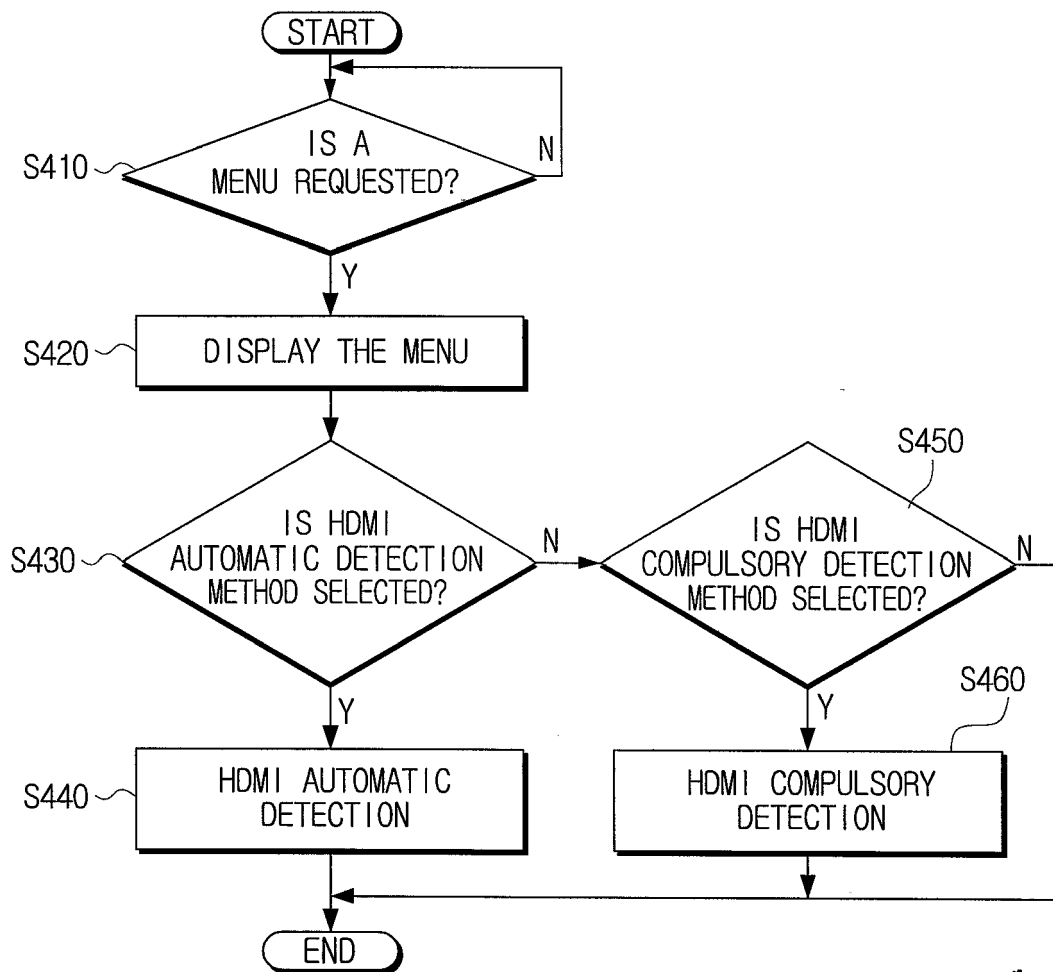 START
S410
IS A
MENU REQUESTED?
N
Y
S420
DISPLAY THE MENU
S450
S430
IS HDMI
AUTOMATIC DETECTION
METHOD SELECTED?
N
IS HDMI
COMPULSORY DETECTION
METHOD SELECTED?
N
Y
Y
S460
S440
HDMI AUTOMATIC
DETECTION
HDMI COMPULSORY
DETECTION
END